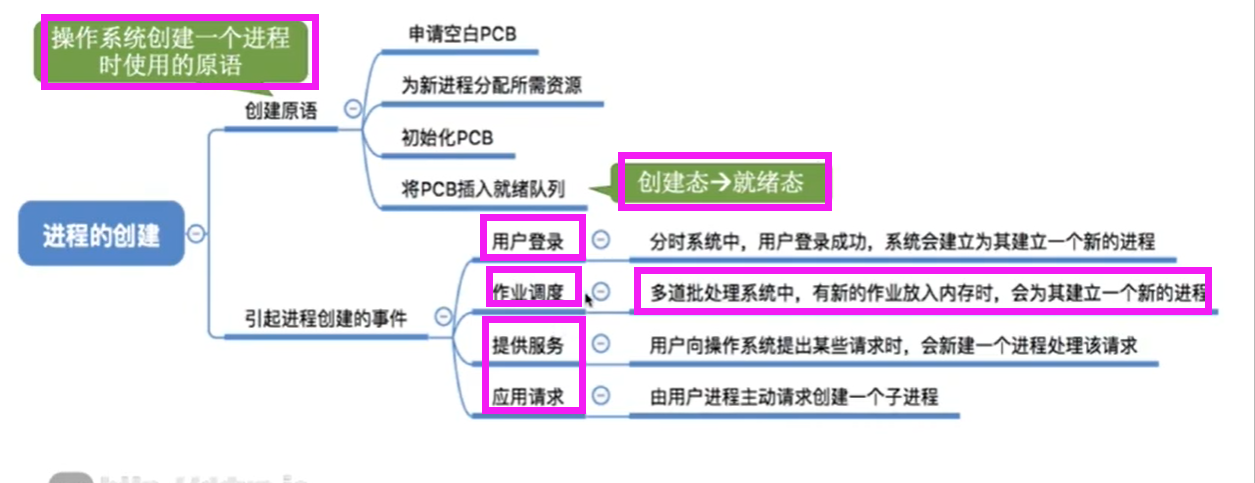 操作系统创建一个进程
时使用的原语
申请空白PCB
为新进程分配所需资源
创建原语
初始化PCB
将PCB插入就绪队列
创建态→就绪态
进程的创建
用户登录
分时系统中，用户登录成功，系统会建立为其建立一个新的进程
作业调度
多道批处理系统中，有新的作业放入内存时，会为其建立一个新的进程
引起进程创建的事件
提供服务
用户向操作系统提出某些请求时，会新建一个进程处理该请求
应用请求
由用户进程主动请求创建一个子进程